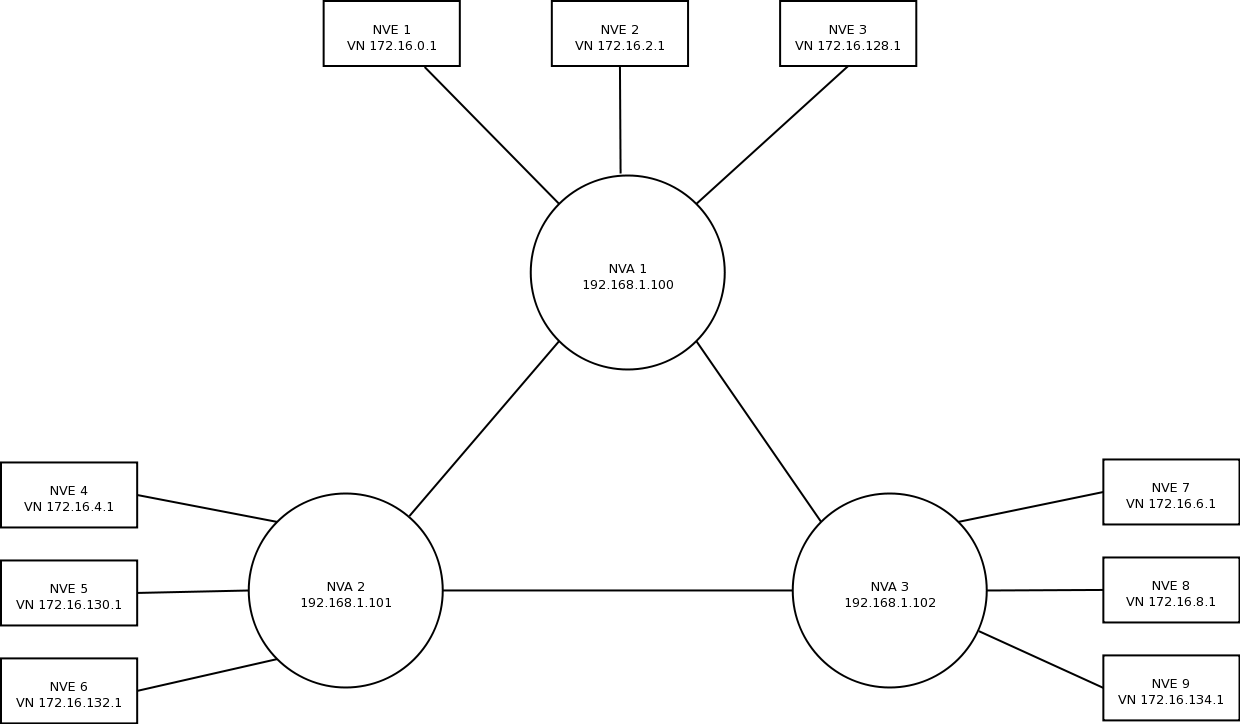 NVE 1
VN 172.16.0.1
NVE 2
VN 172.16.2.1
NVE 3
VN 172.16.128.1
NVA 1
192.168.1.100
NVE 4
VN 172.16.4.1
NVE 5
VN 172.16.130.1
NVE 6
VN 172.16.132.1
NVA 2
192.168.1.101
NVA 3
192.168.1.102
NVE 7
VN 172.16.6.1
NVE 8
VN 172.16.8.1
NVE 9
VN 172.16.134.1